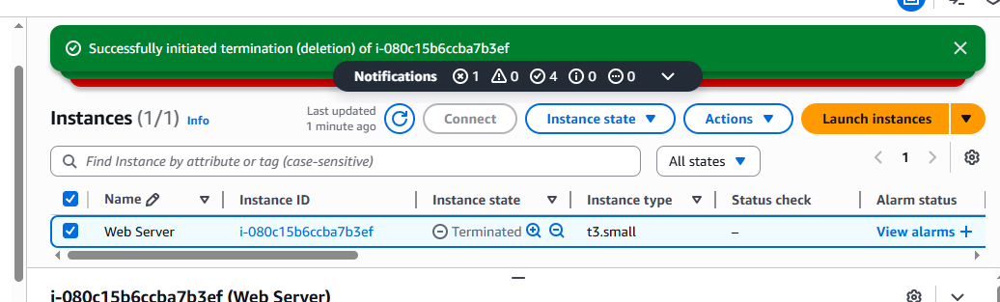 Successfully initiated termination (deletion) of i-080c15b6ccba7b3ef
Notifications 1 0 4 0 0
Instances (1/1) Info
Last updated
1 minute ago
Connect
Instance state
Actions
Launch instances
Find Instance by attribute or tag (case-sensitive)
All states
1
Name Instance ID Instance state Instance type Status check Alarm status
Web Server i-080c15b6ccba7b3ef Terminated t3.small – View alarms +
i-080c15b6ccba7b3ef (Web Server)